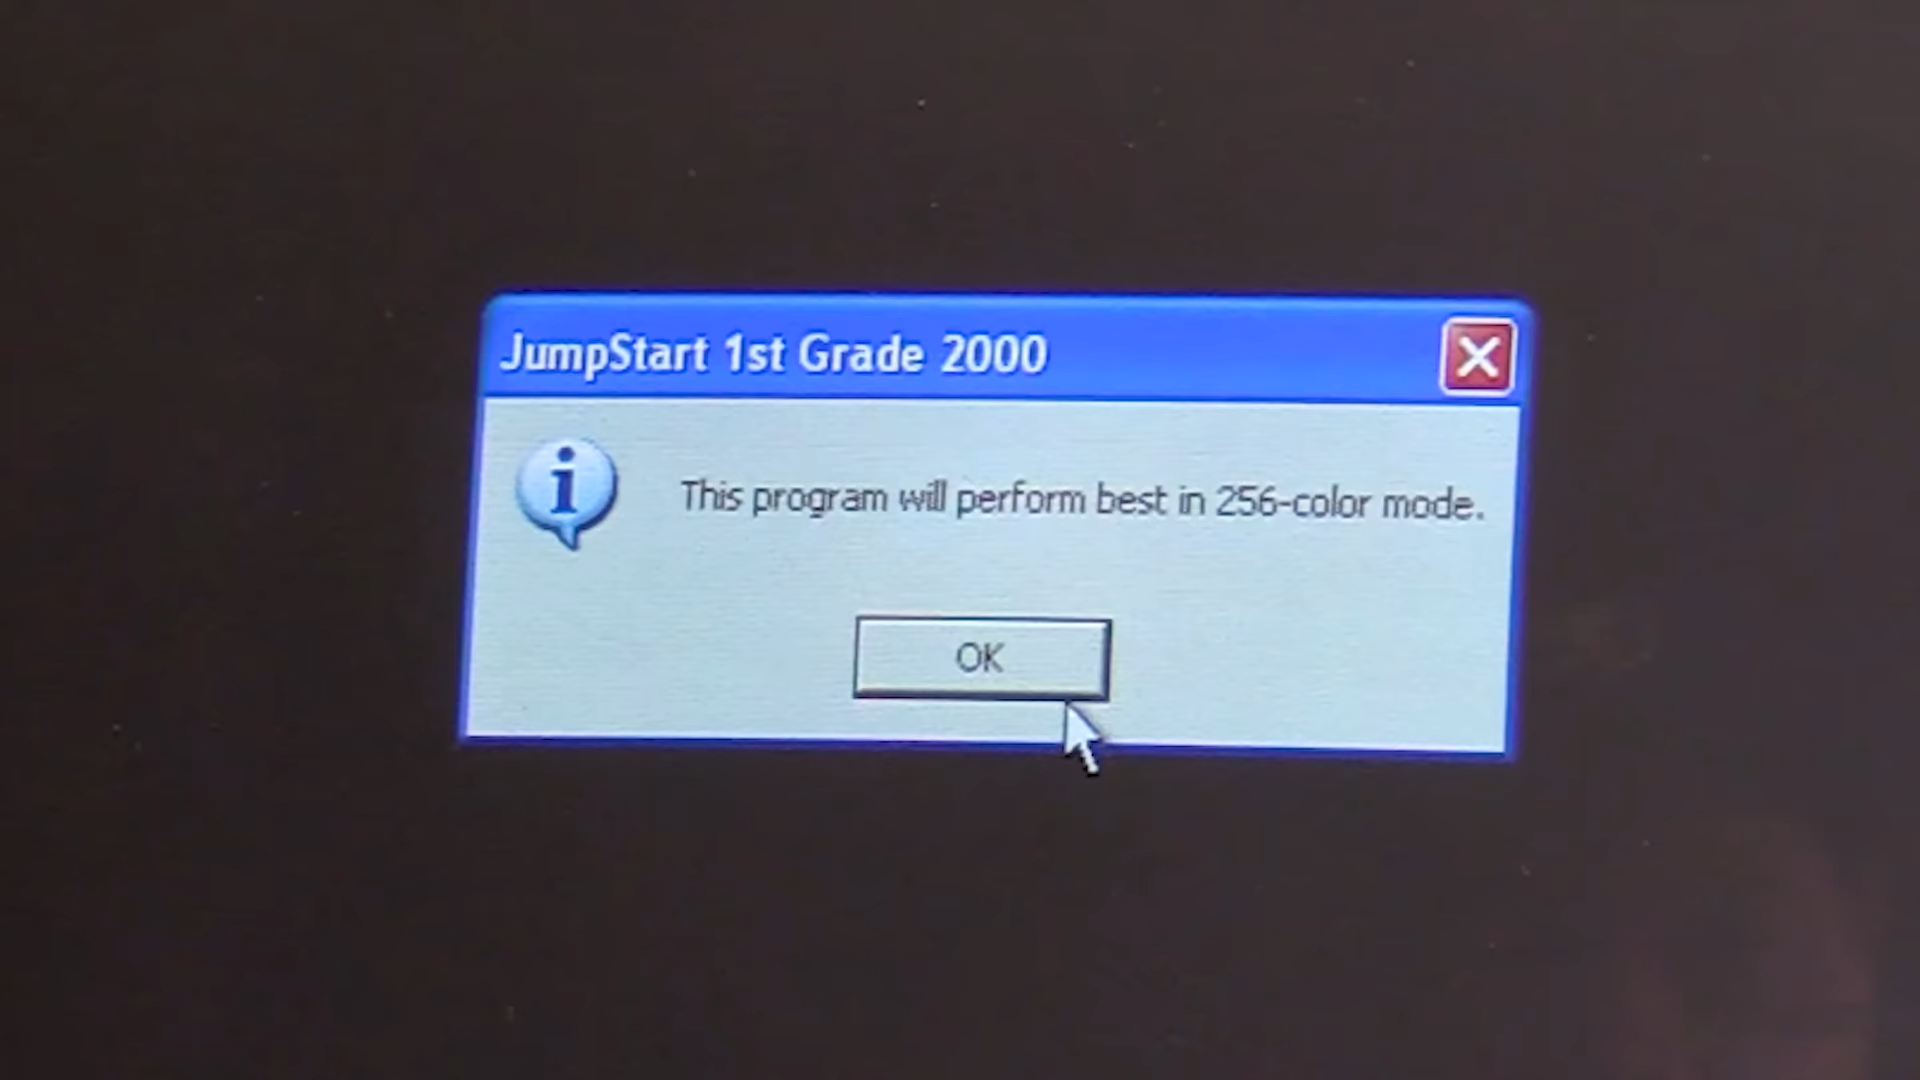 JumpStart 1st Grade 2000
This program will perform best in 256-color mode.
OK